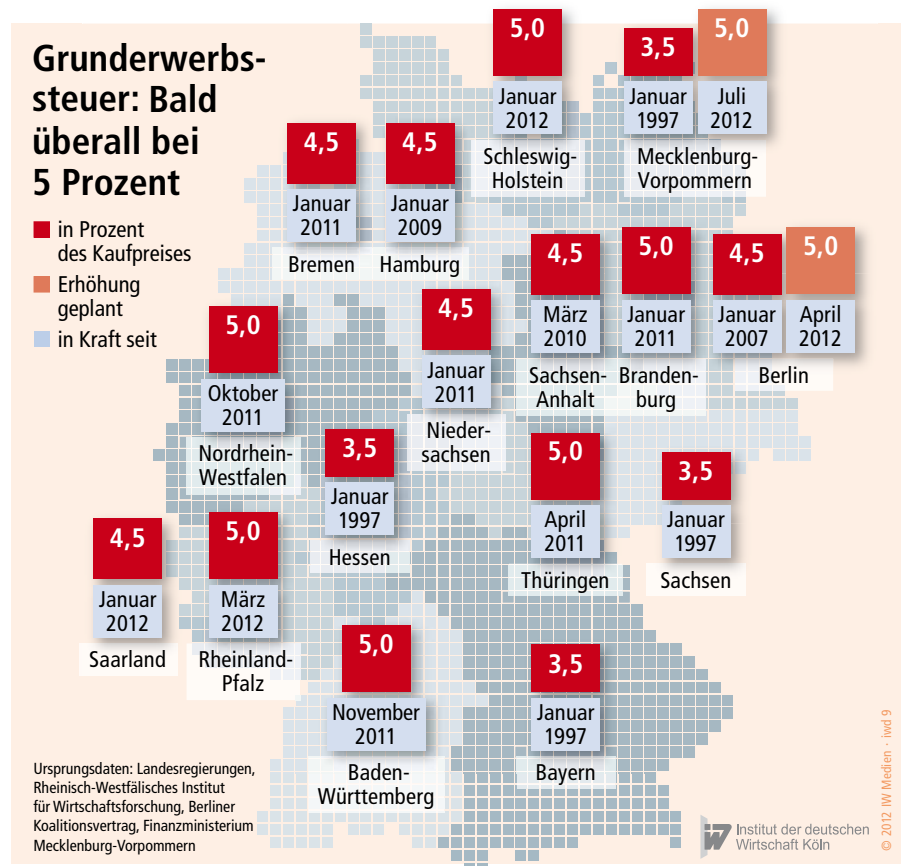 Grunderwerbs-
steuer: Bald
überall bei
5 Prozent
in Prozent
des Kaufpreises
Erhöhung
geplant
in Kraft seit
5,0
Januar
2012
Schleswig-
Holstein
3,5
Januar
1997
5,0
Juli
2012
Mecklenburg-
Vorpommern
4,5
Januar
2011
Bremen
4,5
Januar
2009
Hamburg
4,5
März
2010
Sachsen-
Anhalt
5,0
Januar
2011
Branden-
burg
4,5
Januar
2007
5,0
April
2012
Berlin
5,0
Oktober
2011
Nordrhein-
Westfalen
4,5
Januar
2011
Nieder-
sachsen
3,5
Januar
1997
Hessen
5,0
April
2011
Thüringen
3,5
Januar
1997
Sachsen
4,5
Januar
2012
Saarland
5,0
März
2012
Rheinland-
Pfalz
5,0
November
2011
Baden-
Württemberg
3,5
Januar
1997
Bayern
Ursprungsdaten: Landesregierungen,
Rheinisch-Westfälisches Institut
für Wirtschaftsforschung, Berliner
Koalitionsvertrag, Finanzministerium
Mecklenburg-Vorpommern
iw Institut der deutschen
Wirtschaft Köln
© 2012 IW Medien · iwd 9